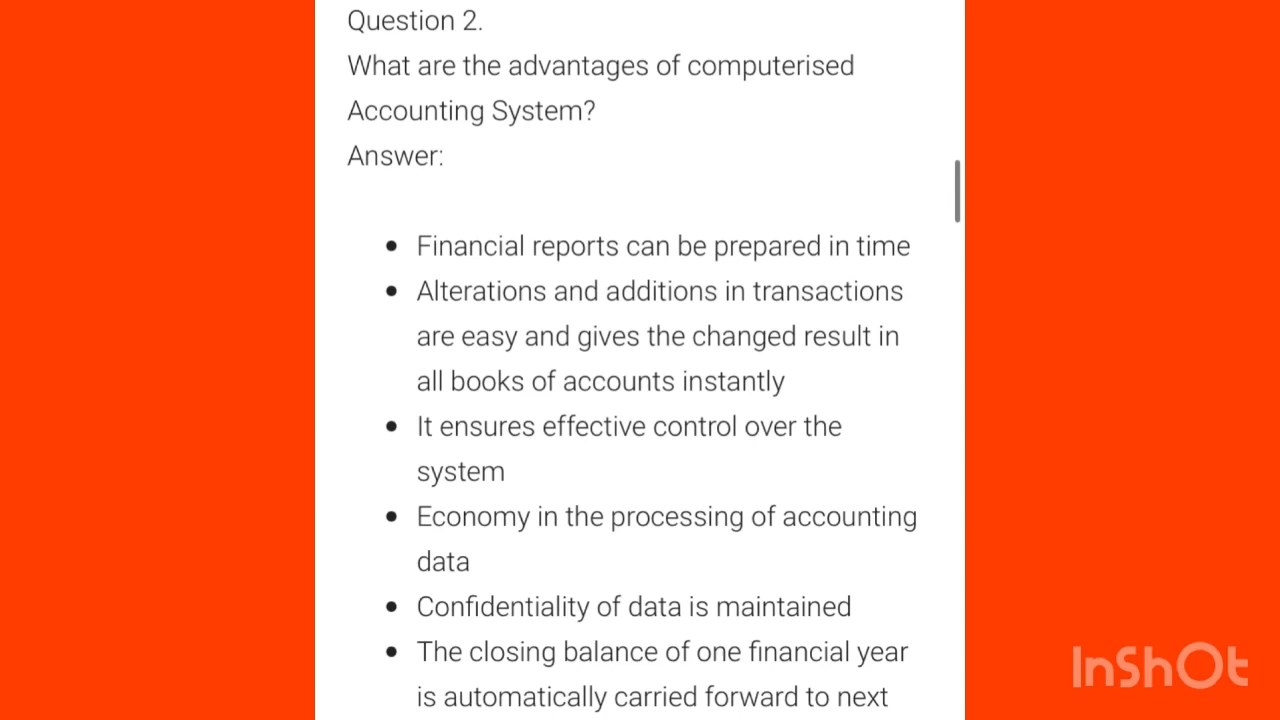 Question 2.
What are the advantages of computerised
Accounting System?
Answer:
• Financial reports can be prepared in time
• Alterations and additions in transactions
are easy and gives the changed result in
all books of accounts instantly
• It ensures effective control over the
system
• Economy in the processing of accounting
data
• Confidentiality of data is maintained
• The closing balance of one financial year
is automatically carried forward to next
InShOt